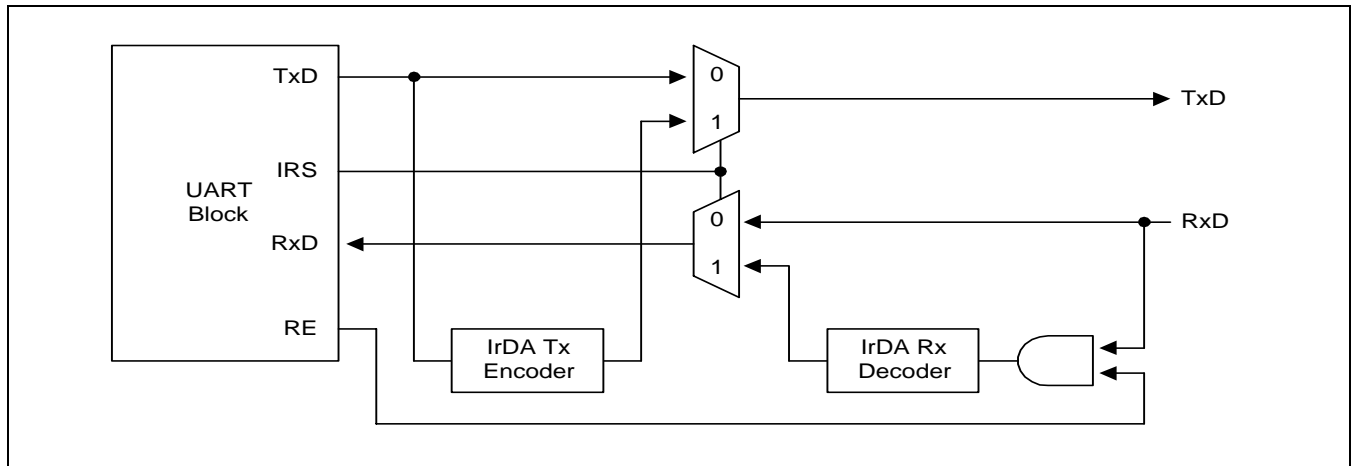 TxD
0
TxD
1
IRS
UART
Block
0
RxD
RxD
1
RE
IrDA Tx
Encoder
IrDA Rx
Decoder